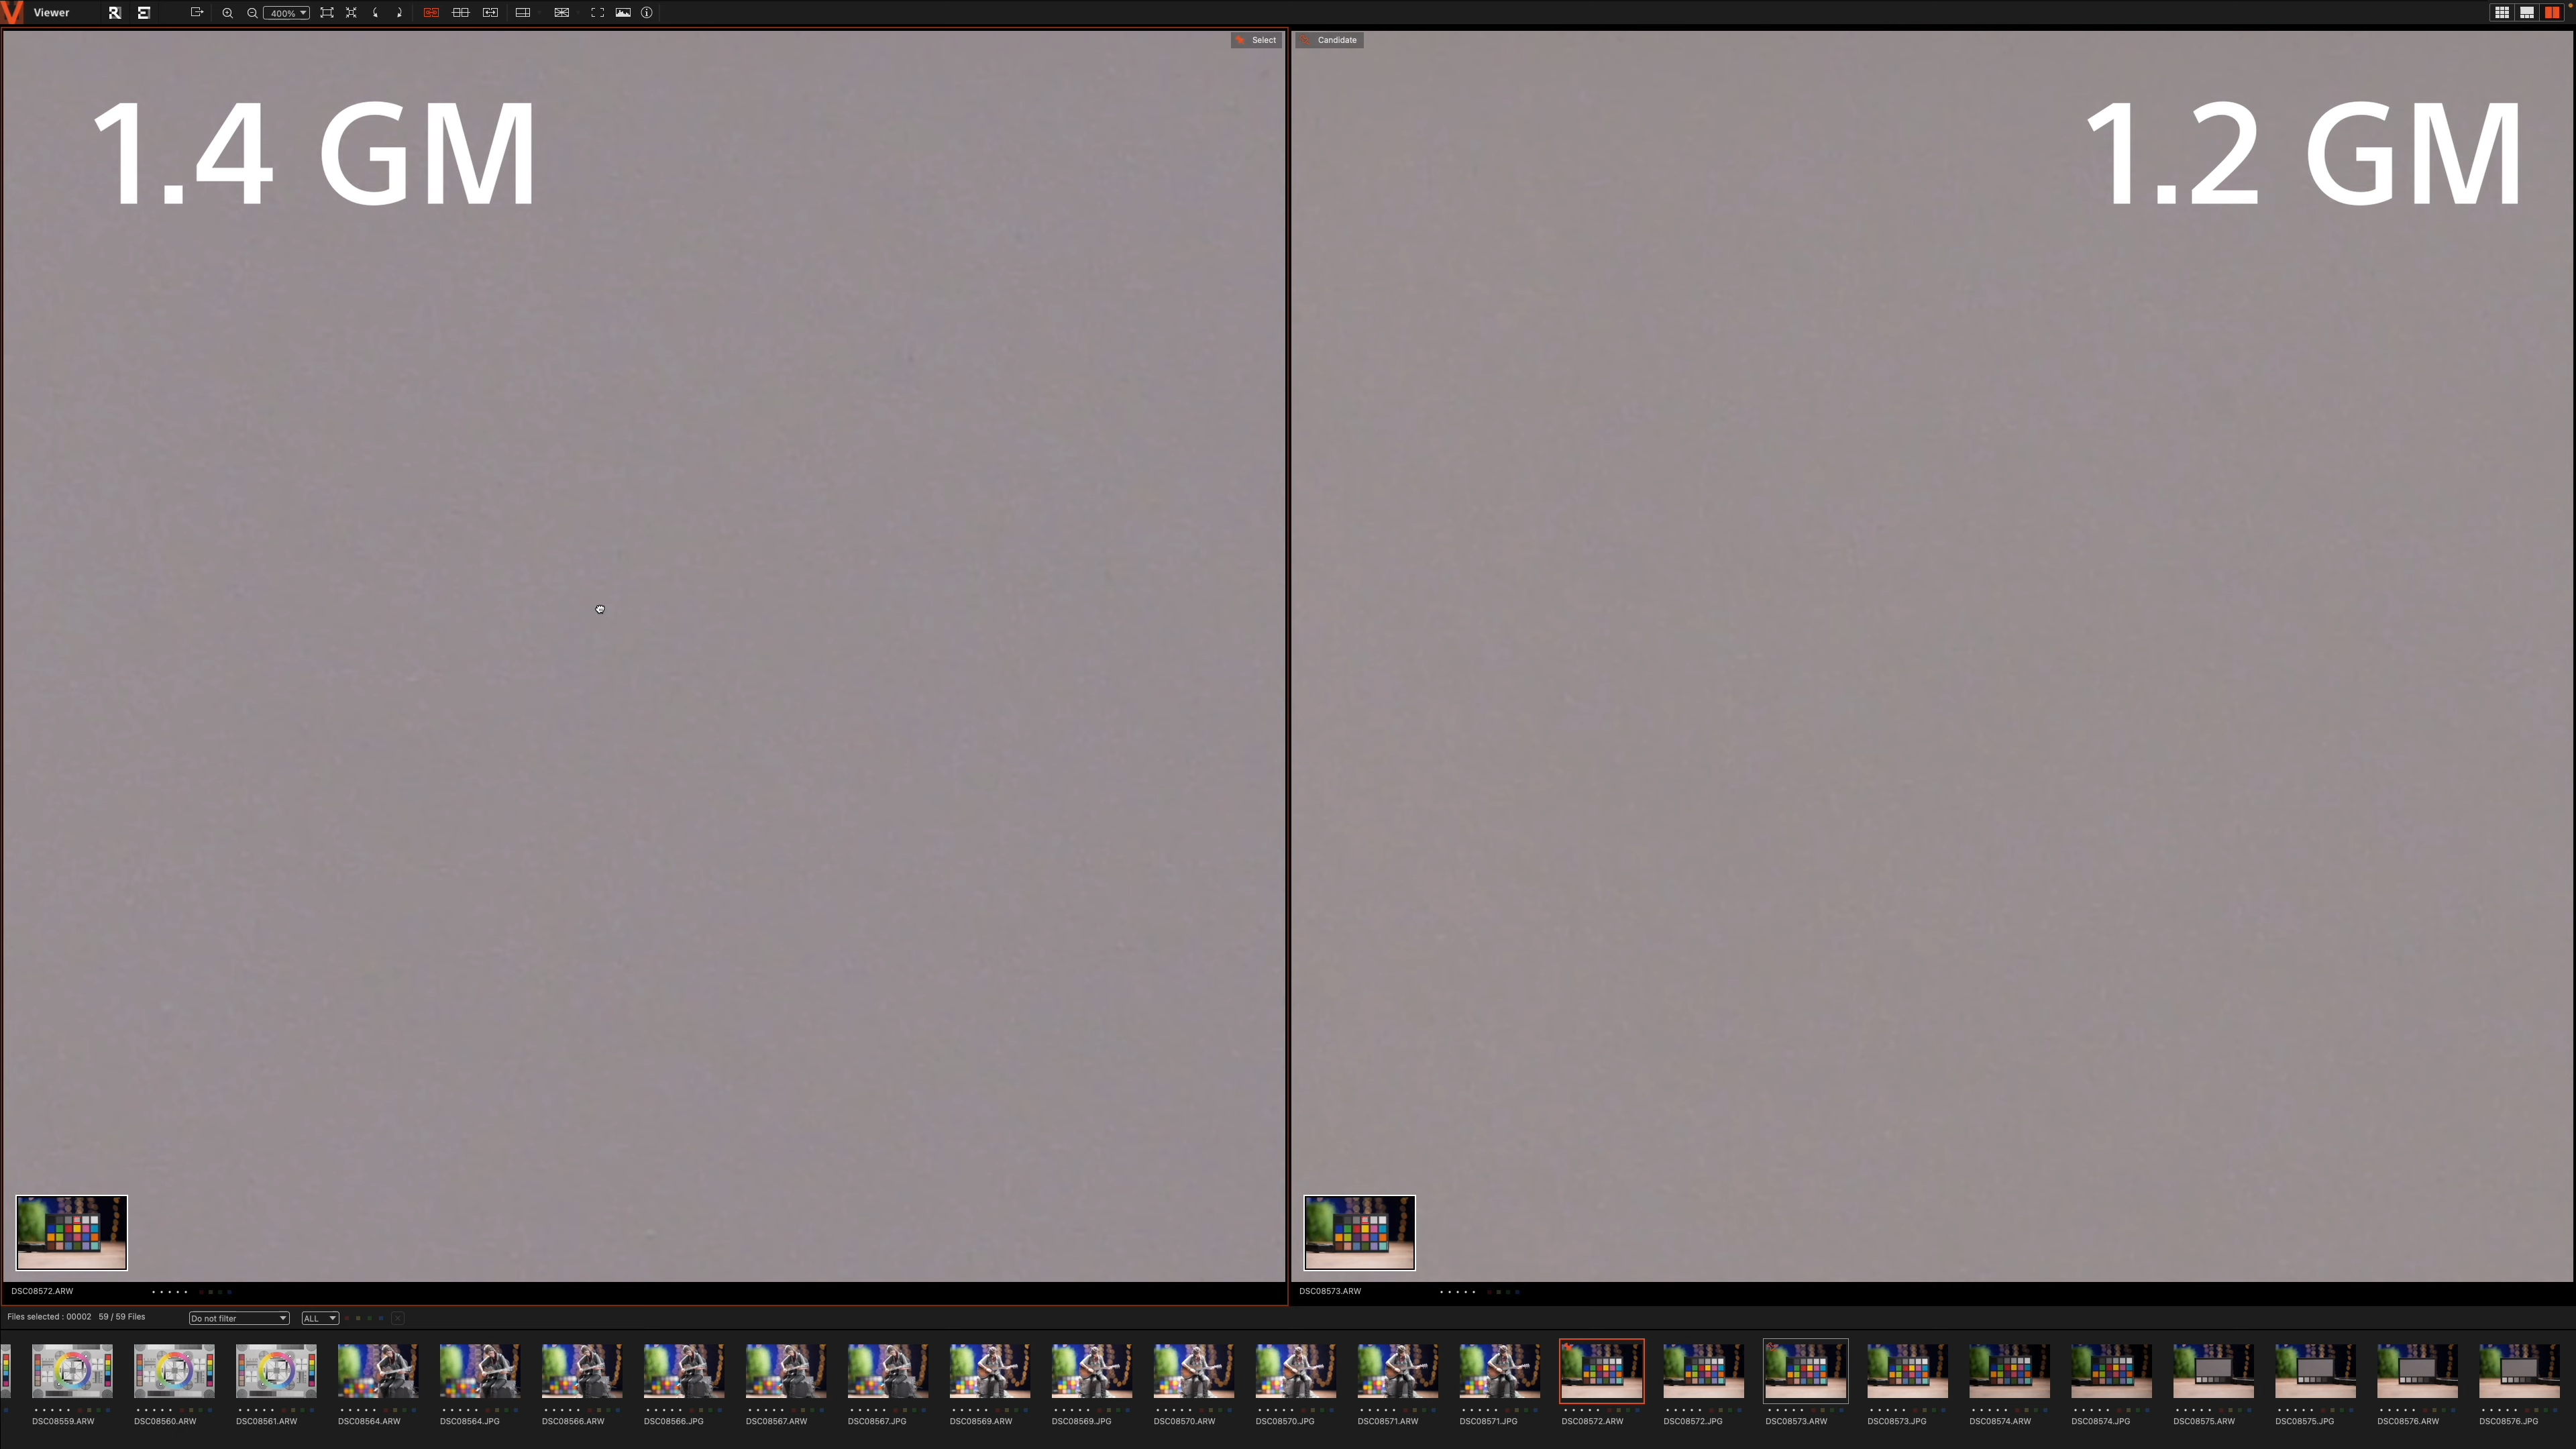 Viewer
400%
Select
Candidate
1.4 GM
1.2 GM
DSC08572.ARW
DSC08573.ARW
Files selected : 00002 59 / 59 Files
Do not filter
ALL
DSC08559.ARW
DSC08560.ARW
DSC08561.ARW
DSC08564.ARW
DSC08564.JPG
DSC08566.ARW
DSC08566.JPG
DSC08567.ARW
DSC08567.JPG
DSC08569.ARW
DSC08569.JPG
DSC08570.ARW
DSC08570.JPG
DSC08571.ARW
DSC08571.JPG
DSC08572.ARW
DSC08572.JPG
DSC08573.ARW
DSC08573.JPG
DSC08574.ARW
DSC08574.JPG
DSC08575.ARW
DSC08575.JPG
DSC08576.ARW
DSC08576.JPG